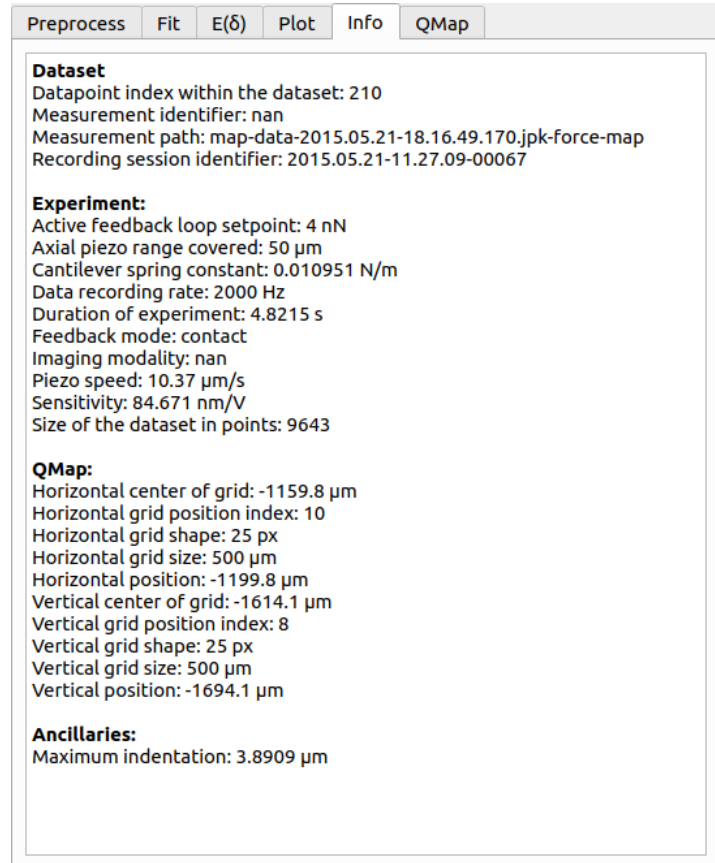 Preprocess Fit E(δ) Plot Info QMap
Dataset
Datapoint index within the dataset: 210
Measurement identifier: nan
Measurement path: map-data-2015.05.21-18.16.49.170.jpk-force-map
Recording session identifier: 2015.05.21-11.27.09-00067
Experiment:
Active feedback loop setpoint: 4 nN
Axial piezo range covered: 50 µm
Cantilever spring constant: 0.010951 N/m
Data recording rate: 2000 Hz
Duration of experiment: 4.8215 s
Feedback mode: contact
Imaging modality: nan
Piezo speed: 10.37 µm/s
Sensitivity: 84.671 nm/V
Size of the dataset in points: 9643
QMap:
Horizontal center of grid: -1159.8 µm
Horizontal grid position index: 10
Horizontal grid shape: 25 px
Horizontal grid size: 500 µm
Horizontal position: -1199.8 µm
Vertical center of grid: -1614.1 µm
Vertical grid position index: 8
Vertical grid shape: 25 px
Vertical grid size: 500 µm
Vertical position: -1694.1 µm
Ancillaries:
Maximum indentation: 3.8909 µm